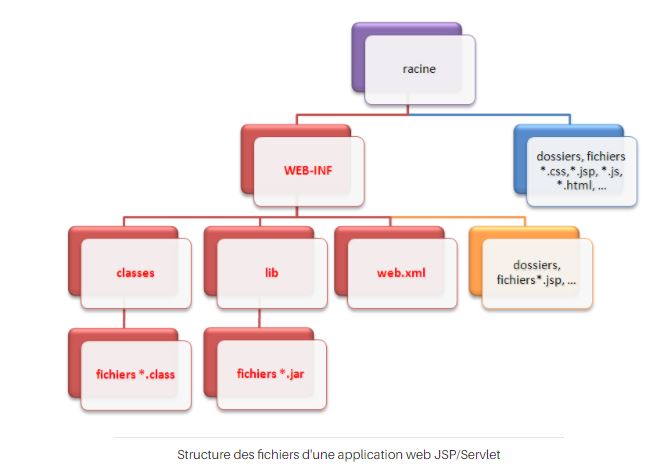 racine
WEB-INF
dossiers, fichiers
*.css,*.jsp, *.js,
*.html, ...
classes
lib
web.xml
dossiers,
fichiers*.jsp, ...
fichiers *.class
fichiers *.jar
Structure des fichiers d'une application web JSP/Servlet